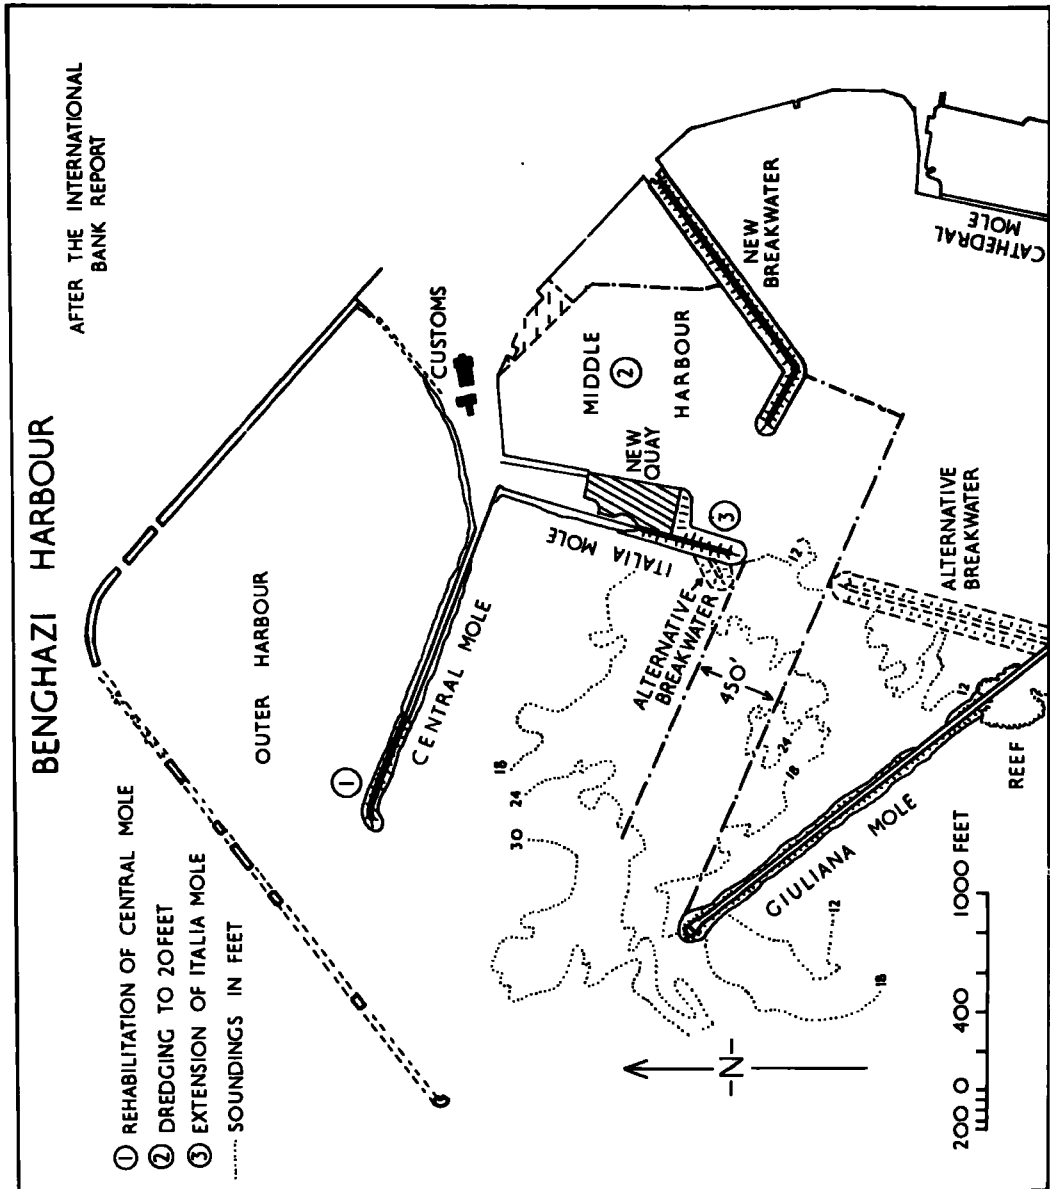 BENGHAZI HARBOUR
AFTER THE INTERNATIONAL
BANK REPORT
① REHABILITATION OF CENTRAL MOLE
② DREDGING TO 20 FEET
③ EXTENSION OF ITALIA MOLE
SOUNDINGS IN FEET
OUTER HARBOUR
①
CENTRAL MOLE
CUSTOMS
MIDDLE
②
HARBOUR
NEW
QUAY
③
ITALIA MOLE
NEW
BREAKWATER
CATHEDRAL
MOLE
ALTERNATIVE
BREAKWATER
450'
ALTERNATIVE
BREAKWATER
18
24
30
12
24
18
12
12
18
GIULIANA MOLE
REEF
N
200 0 400 1000 FEET